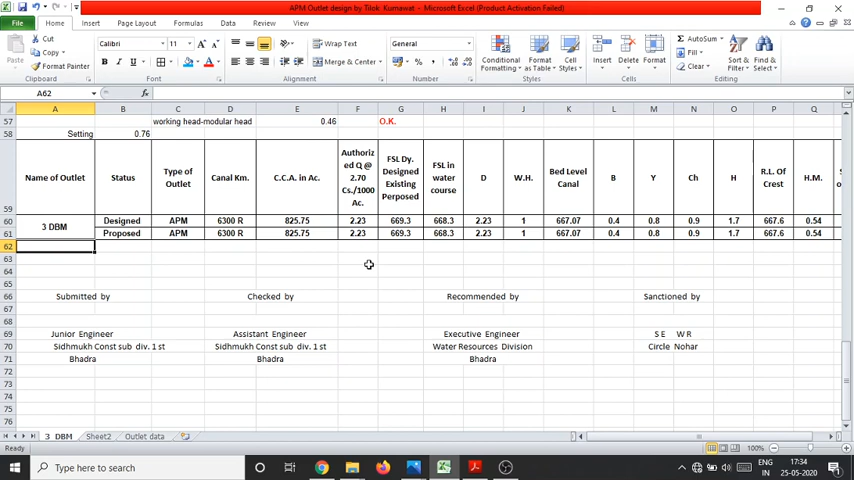 APM Outlet design by Tilok Kumawat - Microsoft Excel (Product Activation Failed)
File Home Insert Page Layout Formulas Data Review View
Cut
Copy
Format Painter
Paste
Clipboard
Calibri 11
B I U
Font
Wrap Text
Merge & Center
Alignment
General
Number
Conditional Formatting
Format as Table
Cell Styles
Styles
Insert Delete Format
Cells
AutoSum
Fill
Clear
Sort & Filter
Find & Select
Editing
A62 fx
A B C D E F G H I J K L M N O P Q
57 working head-modular head 0.46 O.K.
58 Setting 0.76
59 Name of Outlet Status Type of Outlet Canal Km. C.C.A. in Ac. Authorized Q @ 2.70 Cs./1000 Ac. FSL Dy. Designed Existing Perposed FSL in water course D W.H. Bed Level Canal B Y Ch H R.L. Of Crest H.M.
60 3 DBM Designed APM 6300 R 825.75 2.23 669.3 668.3 2.23 1 667.07 0.4 0.8 0.9 1.7 667.6 0.54
61 Proposed APM 6300 R 825.75 2.23 669.3 668.3 2.23 1 667.07 0.4 0.8 0.9 1.7 667.6 0.54
62
63
64
65
66 Submitted by Checked by Recommended by Sanctioned by
67
68
69 Junior Engineer Assistant Engineer Executive Engineer S E W R
70 Sidhmukh Const sub div. 1 st Sidhmukh Const sub div. 1 st Water Resources Division Circle Nohar
71 Bhadra Bhadra Bhadra
72
73
74
75
76
3 DBM Sheet2 Outlet data
Ready 100%
Type here to search
ENG
IN
17:34
25-05-2020